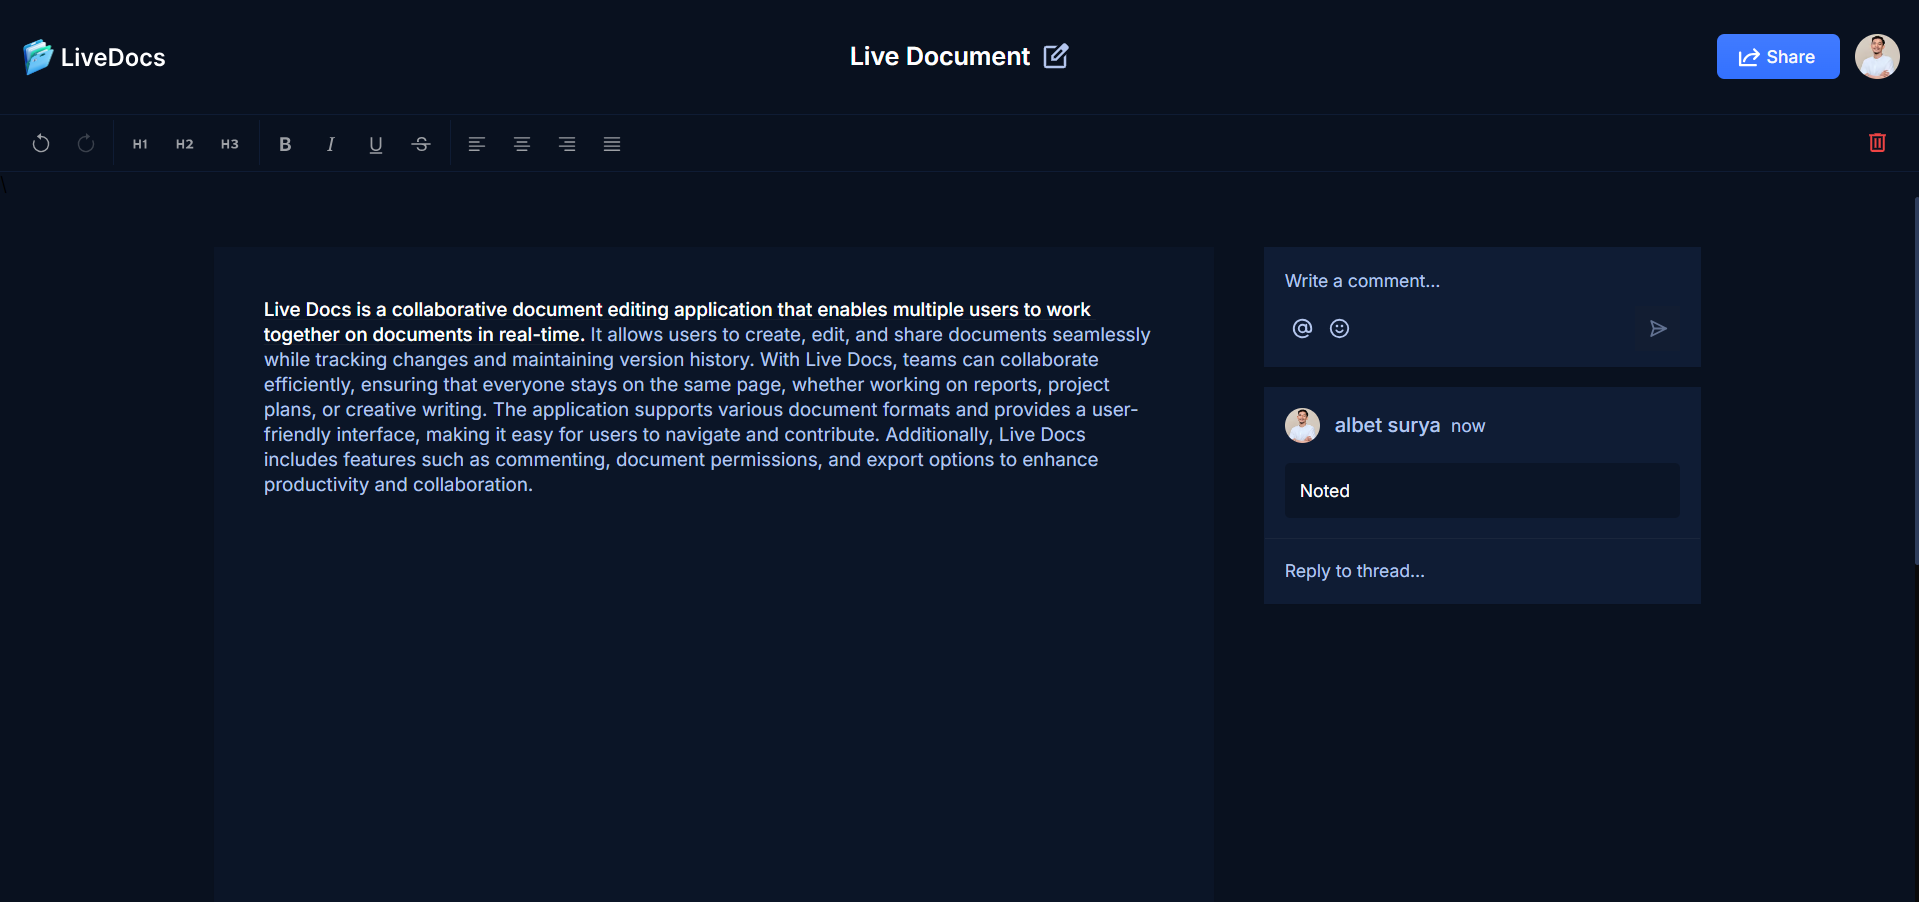 LiveDocs
Live Document
Share
H1 H2 H3 B I U S
\
Live Docs is a collaborative document editing application that enables multiple users to work
together on documents in real-time. It allows users to create, edit, and share documents seamlessly
while tracking changes and maintaining version history. With Live Docs, teams can collaborate
efficiently, ensuring that everyone stays on the same page, whether working on reports, project
plans, or creative writing. The application supports various document formats and provides a user-
friendly interface, making it easy for users to navigate and contribute. Additionally, Live Docs
includes features such as commenting, document permissions, and export options to enhance
productivity and collaboration.
Write a comment...
@
albet surya now
Noted
Reply to thread...